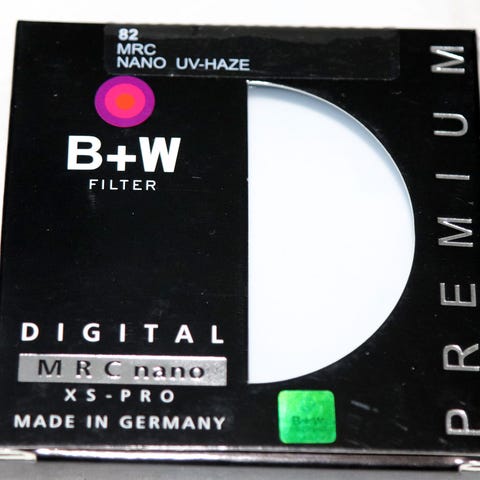 82
MRC
NANO UV-HAZE
B+W
FILTER
PREMIUM
DIGITAL
MRC nano
XS-PRO
MADE IN GERMANY
B+W